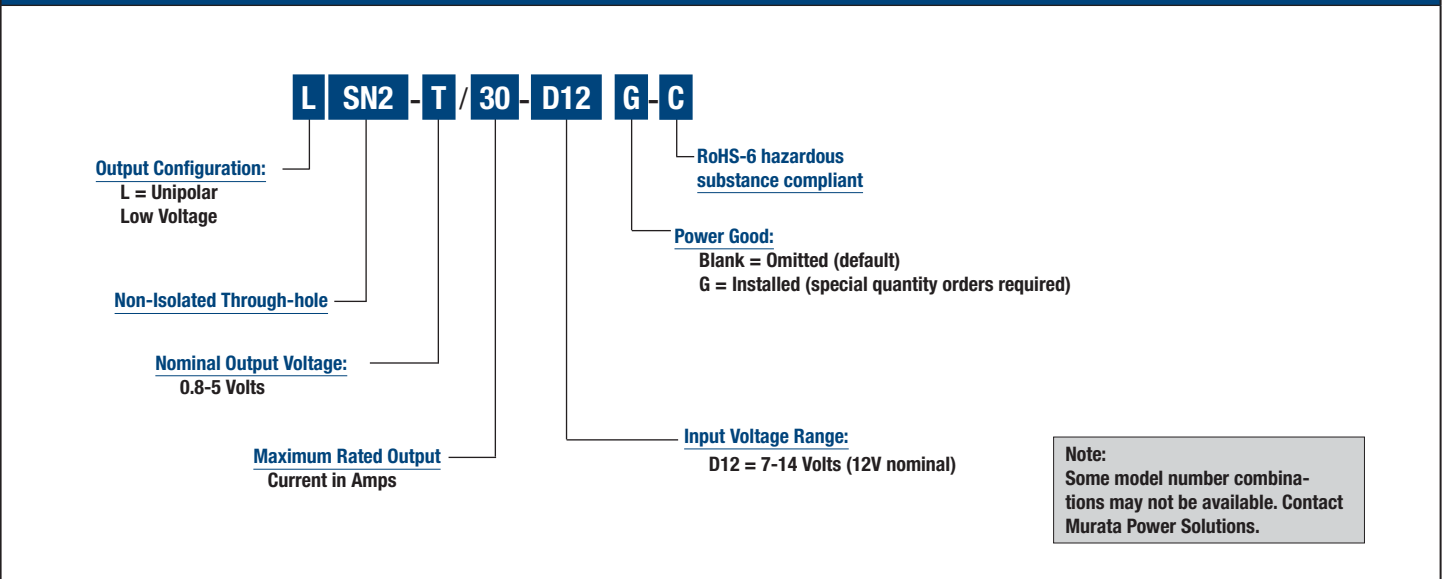 L SN2 - T / 30 - D12 G - C
Output Configuration:
L = Unipolar
Low Voltage
RoHS-6 hazardous
substance compliant
Power Good:
Blank = Omitted (default)
G = Installed (special quantity orders required)
Non-Isolated Through-hole
Nominal Output Voltage:
0.8-5 Volts
Maximum Rated Output
Current in Amps
Input Voltage Range:
D12 = 7-14 Volts (12V nominal)
Note:
Some model number combina-
tions may not be available. Contact
Murata Power Solutions.